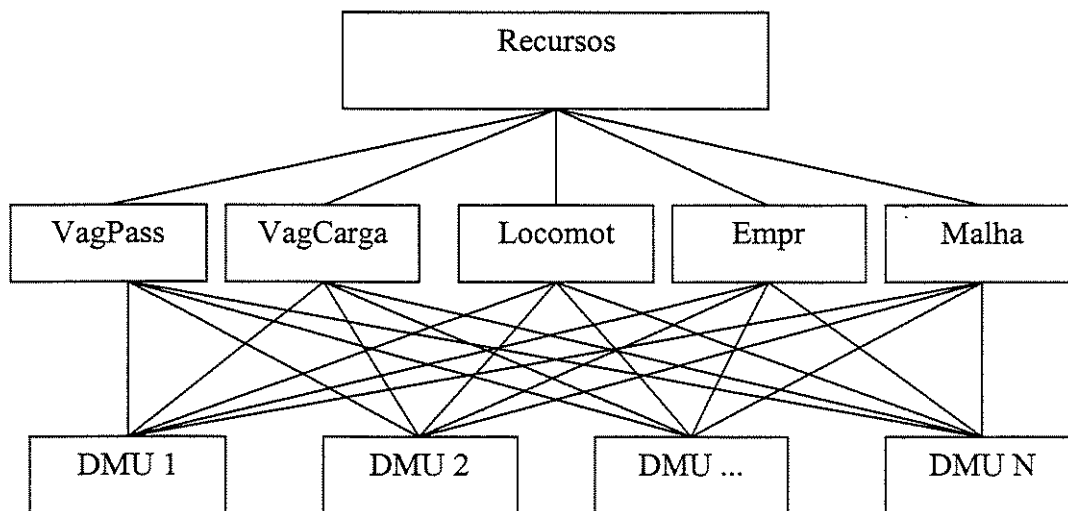 Recursos
VagPass
VagCarga
Locomot
Empr
Malha
DMU 1
DMU 2
DMU ...
DMU N